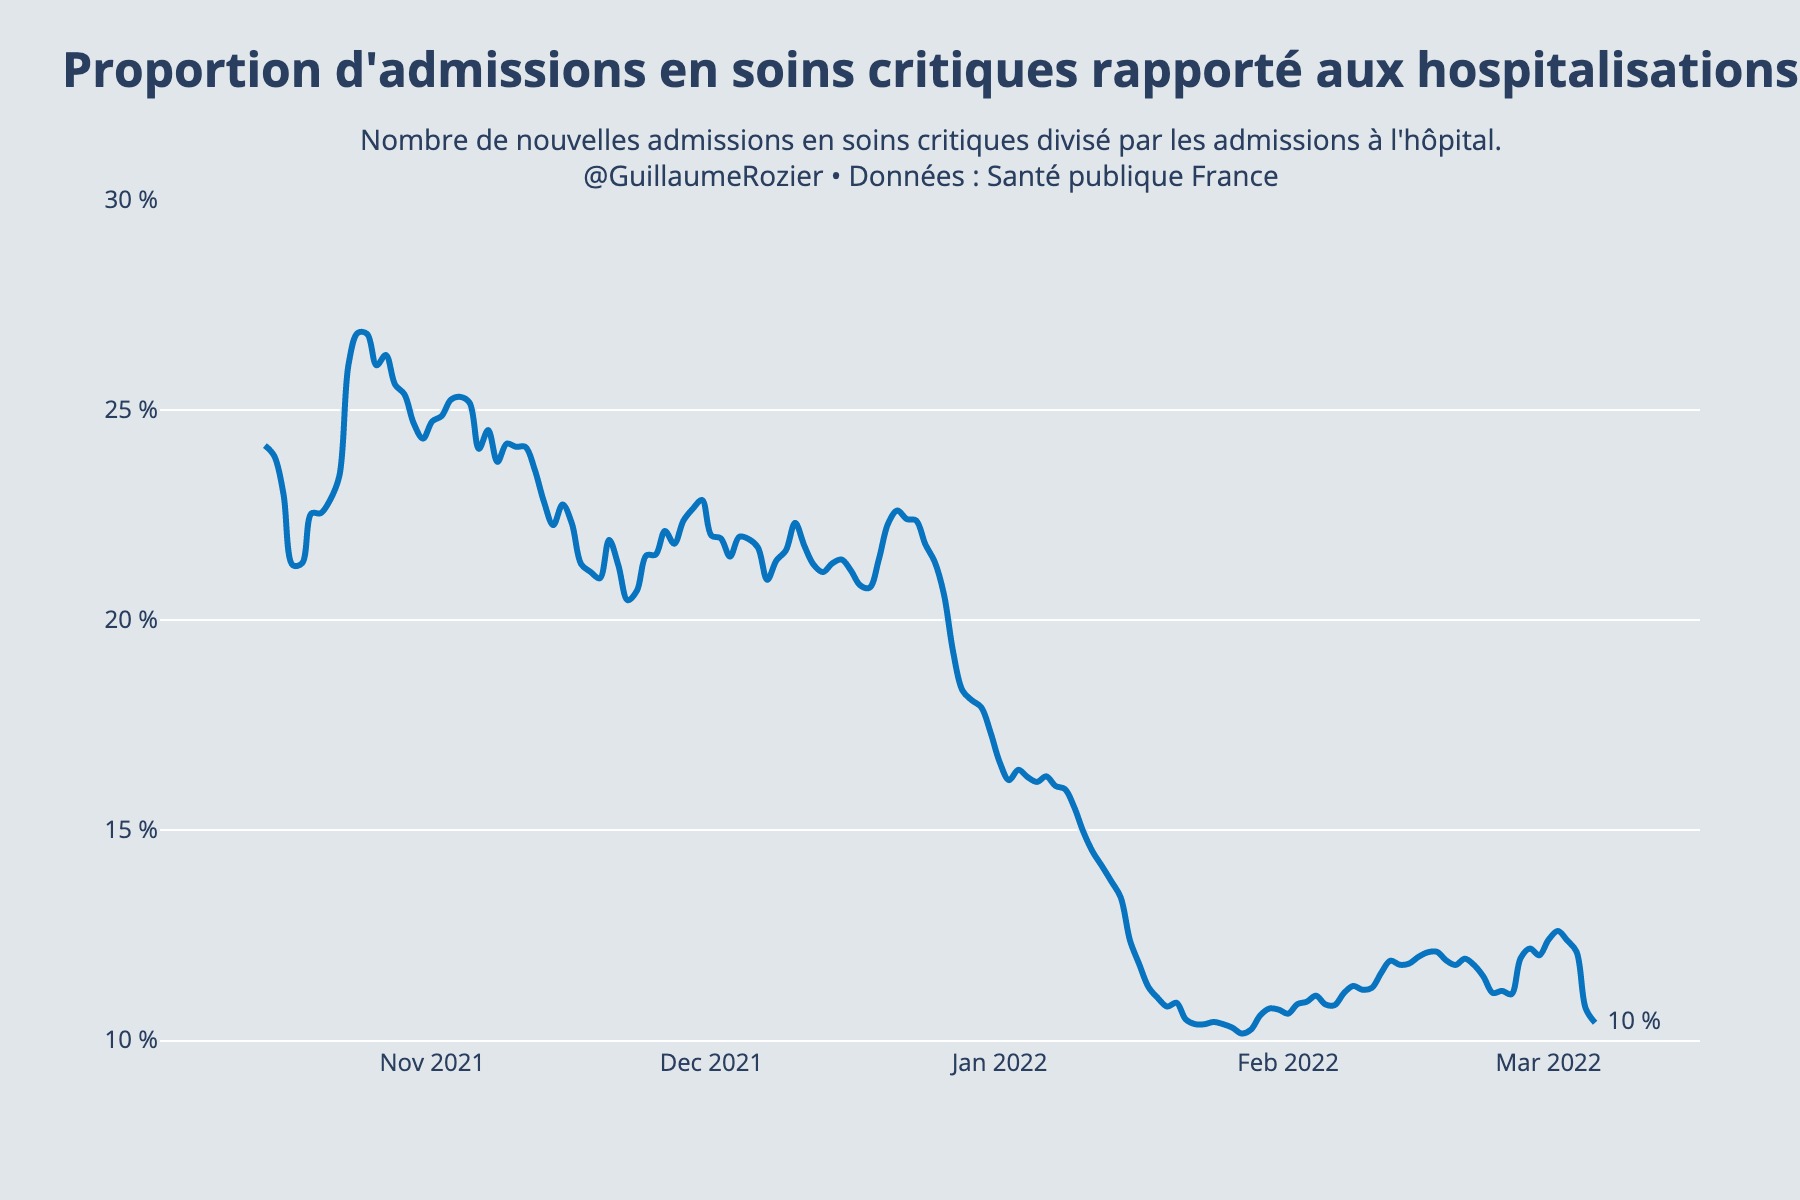 Proportion d'admissions en soins critiques rapporté aux hospitalisations
Nombre de nouvelles admissions en soins critiques divisé par les admissions à l'hôpital.
@GuillaumeRozier • Données : Santé publique France
30 %
25 %
20 %
15 %
10 %
10 %
Nov 2021
Dec 2021
Jan 2022
Feb 2022
Mar 2022